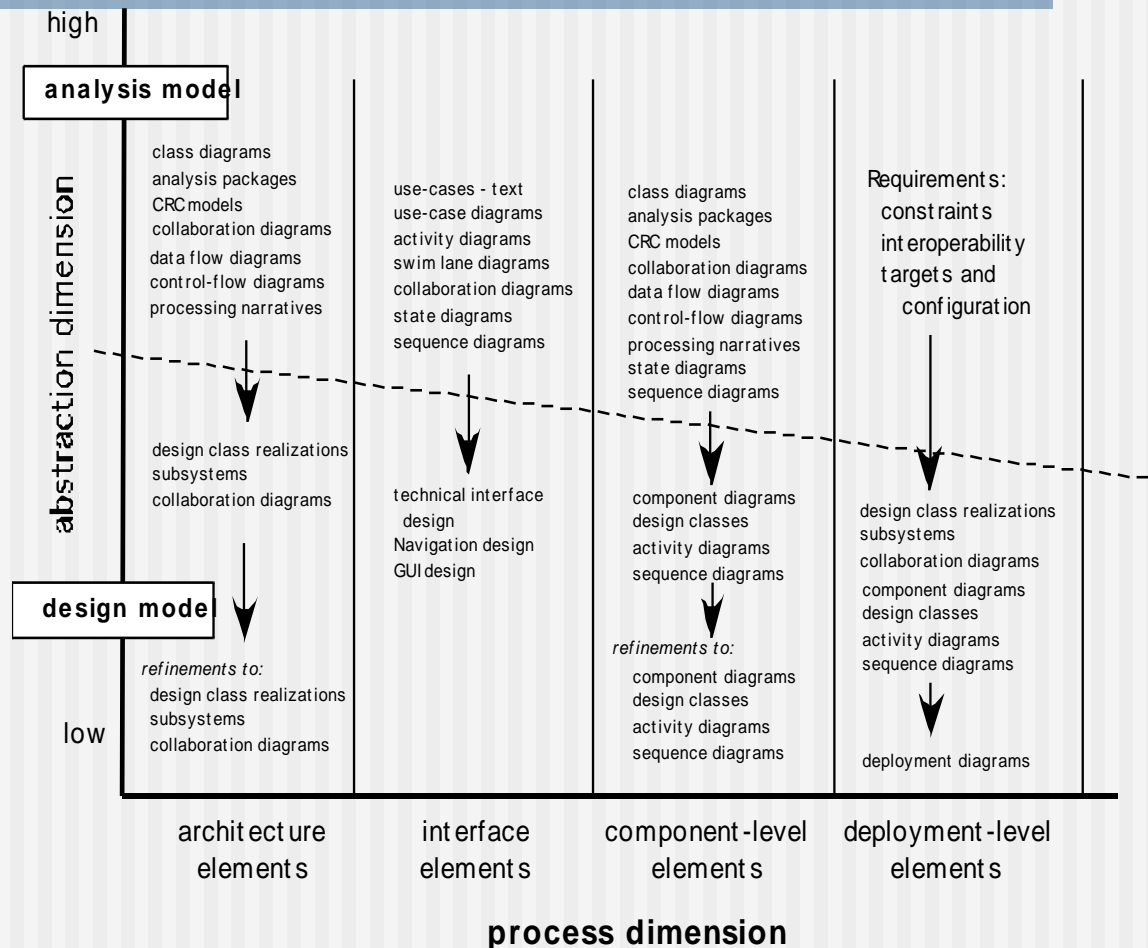 high
analysis model
abstraction dimension
class diagrams
analysis packages
CRC models
collaboration diagrams
data flow diagrams
control-flow diagrams
processing narratives
design class realizations
subsystems
collaboration diagrams
design model
refinements to:
design class realizations
subsystems
collaboration diagrams
low
use-cases - text
use-case diagrams
activity diagrams
swim lane diagrams
collaboration diagrams
state diagrams
sequence diagrams
technical interface
design
Navigation design
GUI design
class diagrams
analysis packages
CRC models
collaboration diagrams
data flow diagrams
control-flow diagrams
processing narratives
state diagrams
sequence diagrams
component diagrams
design classes
activity diagrams
sequence diagrams
refinements to:
component diagrams
design classes
activity diagrams
sequence diagrams
Requirements:
constraints
interoperability
targets and
configuration
design class realizations
subsystems
collaboration diagrams
component diagrams
design classes
activity diagrams
sequence diagrams
deployment diagrams
architecture
elements
interface
elements
component-level
elements
deployment-level
elements
process dimension